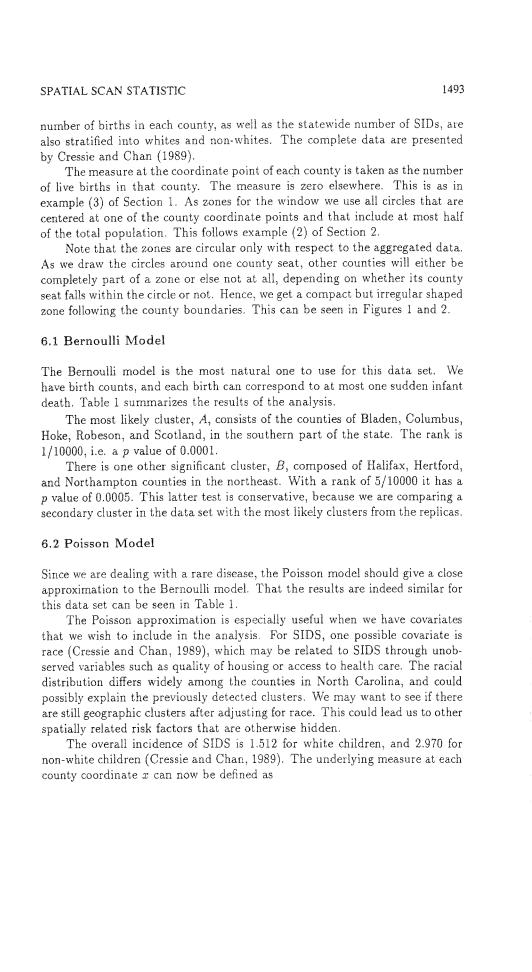 SPATIAL SCAN STATISTIC 1493
number of births in each county, as well as the statewide number of SIDs, are
also stratified into whites and non-whites. The complete data are presented
by Cressie and Chan (1989).
The measure at the coordinate point of each county is taken as the number
of live births in that county. The measure is zero elsewhere. This is as in
example (3) of Section 1. As zones for the window we use all circles that are
centered at one of the county coordinate points and that include at most half
of the total population. This follows example (2) of Section 2.
Note that the zones are circular only with respect to the aggregated data.
As we draw the circles around one county seat, other counties will either be
completely part of a zone or else not at all, depending on whether its county
seat falls within the circle or not. Hence, we get a compact but irregular shaped
zone following the county boundaries. This can be seen in Figures 1 and 2.
6.1 Bernoulli Model
The Bernoulli model is the most natural one to use for this data set. We
have birth counts, and each birth can correspond to at most one sudden infant
death. Table 1 summarizes the results of the analysis.
The most likely cluster, A, consists of the counties of Bladen, Columbus,
Hoke, Robeson, and Scotland, in the southern part of the state. The rank is
1/10000, i.e. a p value of 0.0001.
There is one other significant cluster, B, composed of Halifax, Hertford,
and Northampton counties in the northeast. With a rank of 5/10000 it has a
p value of 0.0005. This latter test is conservative, because we are comparing a
secondary cluster in the data set with the most likely clusters from the replicas.
6.2 Poisson Model
Since we are dealing with a rare disease, the Poisson model should give a close
approximation to the Bernoulli model. That the results are indeed similar for
this data set can be seen in Table 1.
The Poisson approximation is especially useful when we have covariates
that we wish to include in the analysis. For SIDS, one possible covariate is
race (Cressie and Chan, 1989), which may be related to SIDS through unob-
served variables such as quality of housing or access to health care. The racial
distribution differs widely among the counties in North Carolina, and could
possibly explain the previously detected clusters. We may want to see if there
are still geographic clusters after adjusting for race. This could lead us to other
spatially related risk factors that are otherwise hidden.
The overall incidence of SIDS is 1.512 for white children, and 2.970 for
non-white children (Cressie and Chan, 1989). The underlying measure at each
county coordinate x can now be defined as